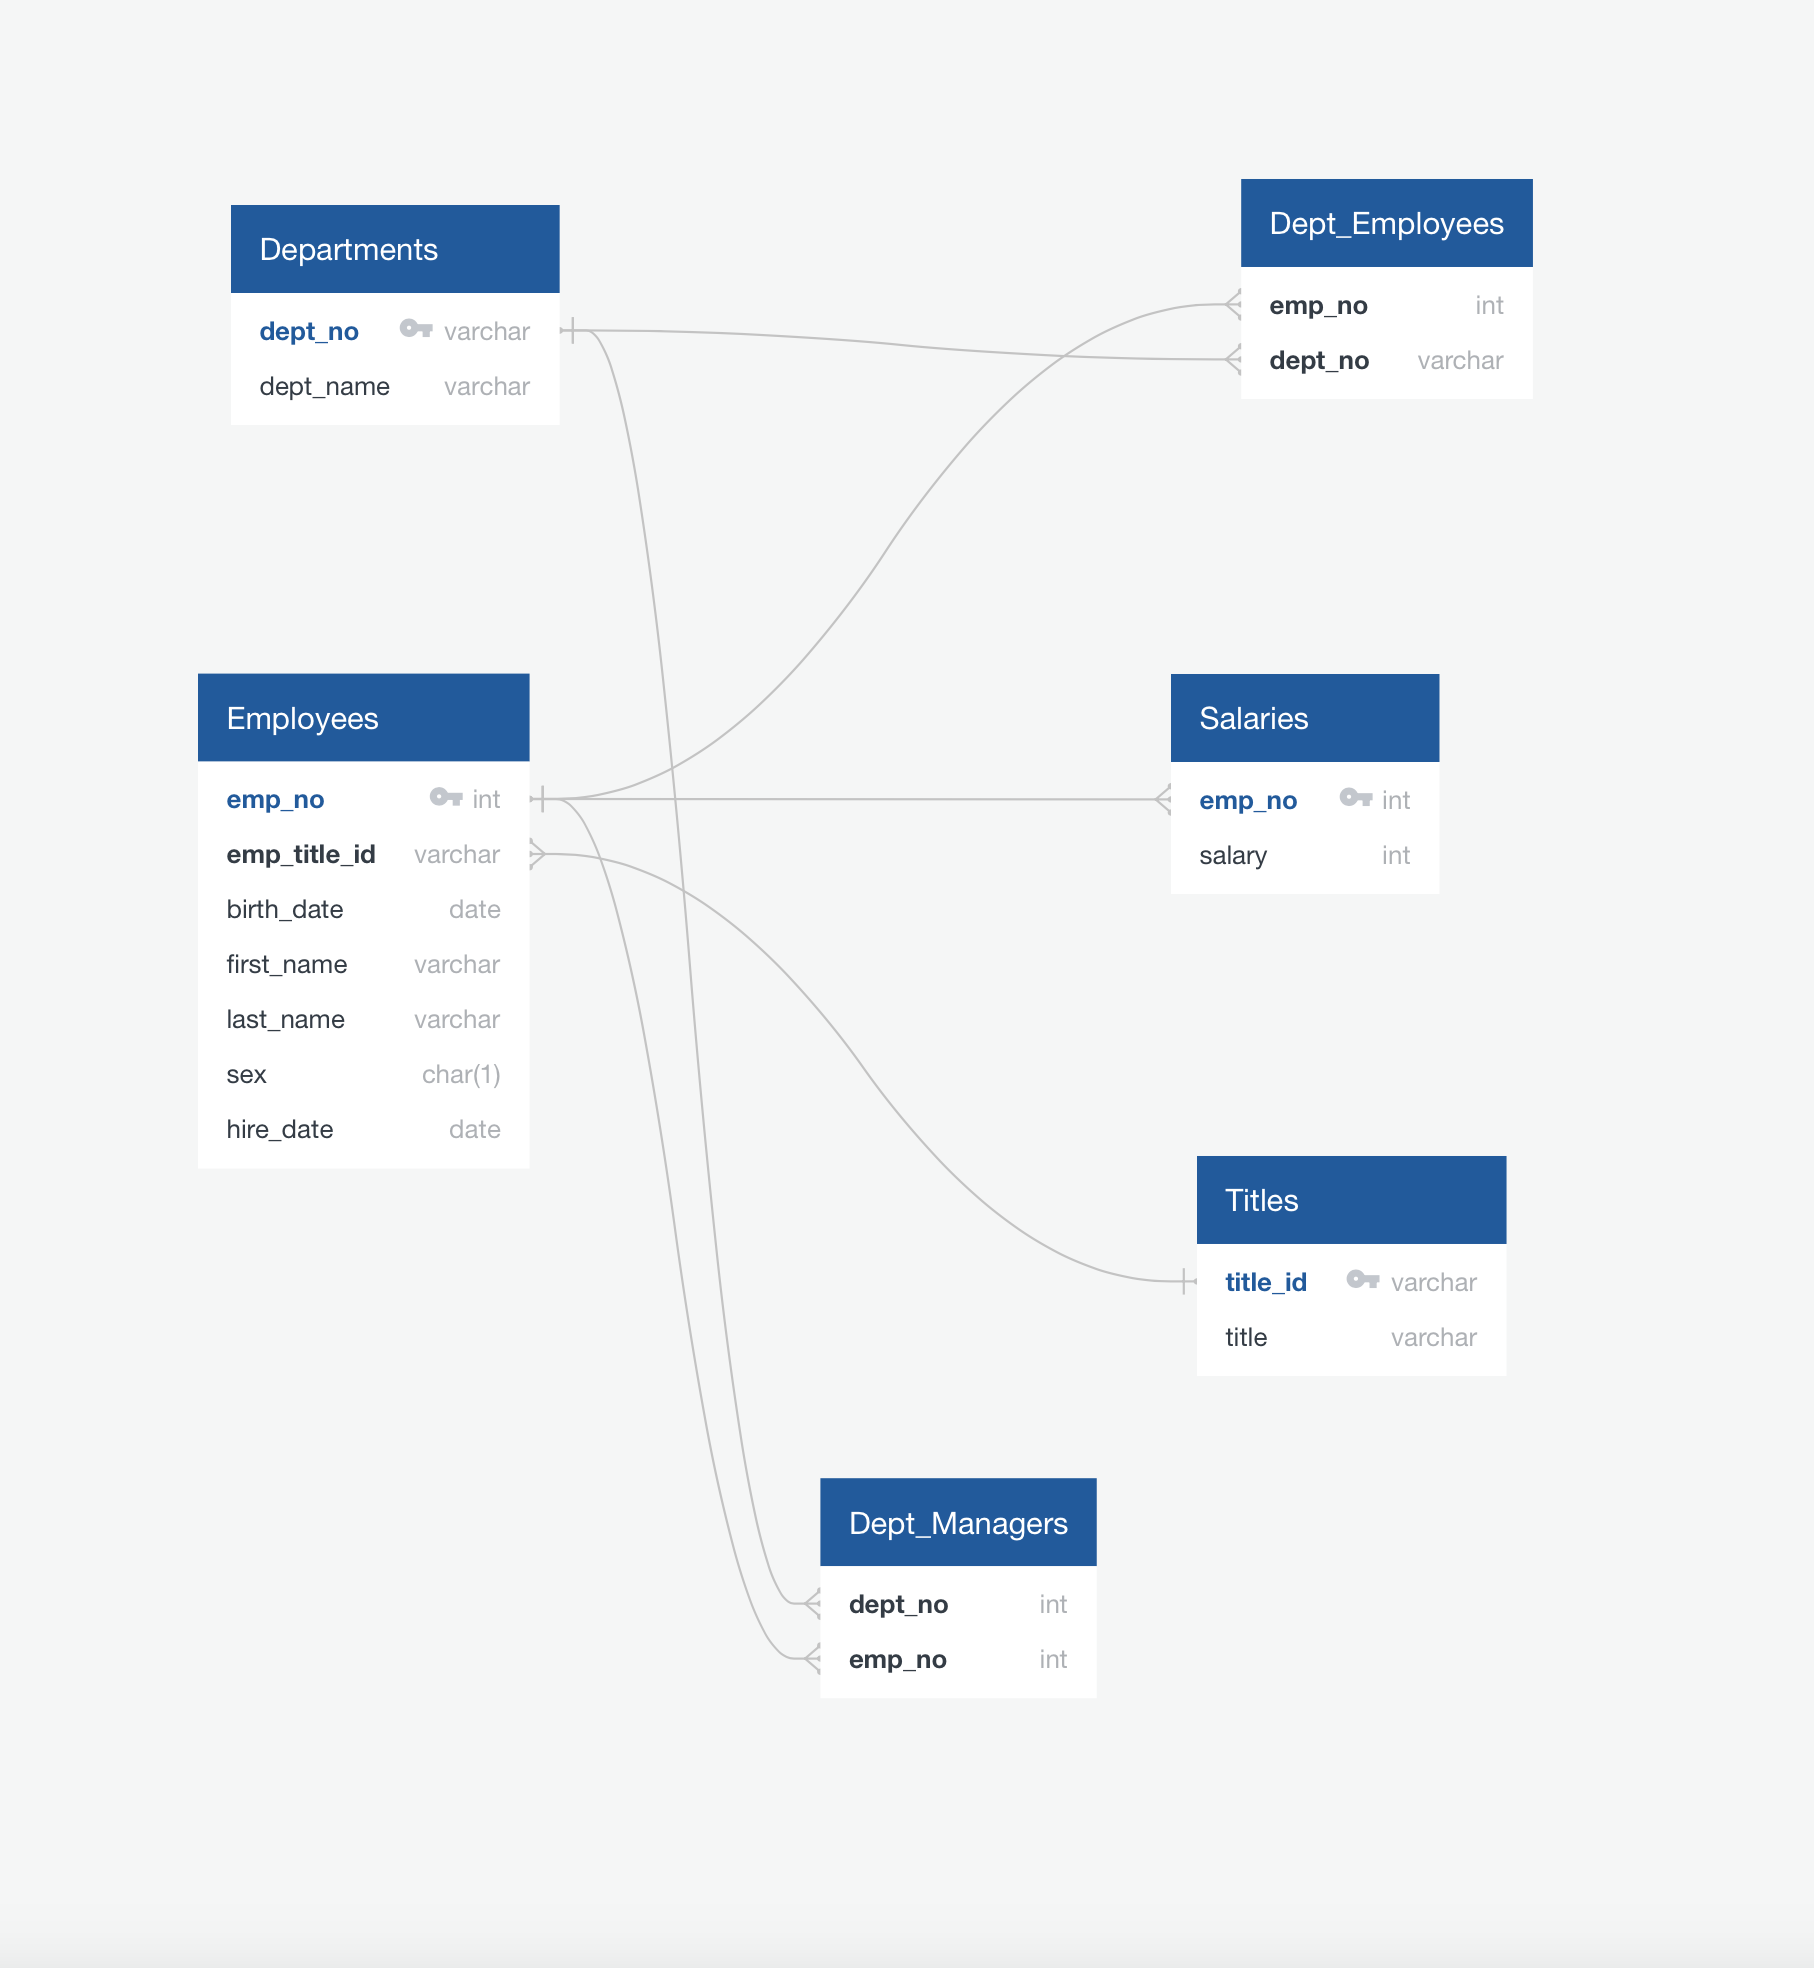 Departments
dept_no varchar
dept_name varchar
Dept_Employees
emp_no int
dept_no varchar
Employees
emp_no int
emp_title_id varchar
birth_date date
first_name varchar
last_name varchar
sex char(1)
hire_date date
Salaries
emp_no int
salary int
Titles
title_id varchar
title varchar
Dept_Managers
dept_no int
emp_no int